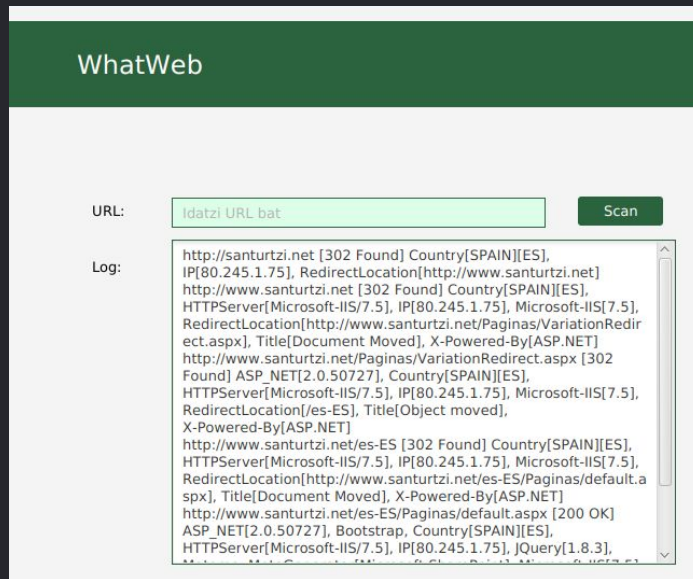 WhatWeb
URL:
Idatzi URL bat
Scan
Log:
http://santurtzi.net [302 Found] Country[SPAIN][ES],
IP[80.245.1.75], RedirectLocation[http://www.santurtzi.net]
http://www.santurtzi.net [302 Found] Country[SPAIN][ES],
HTTPServer[Microsoft-IIS/7.5], IP[80.245.1.75], Microsoft-IIS[7.5],
RedirectLocation[http://www.santurtzi.net/Paginas/VariationRedir
ect.aspx], Title[Document Moved], X-Powered-By[ASP.NET]
http://www.santurtzi.net/Paginas/VariationRedirect.aspx [302
Found] ASP_NET[2.0.50727], Country[SPAIN][ES],
HTTPServer[Microsoft-IIS/7.5], IP[80.245.1.75], Microsoft-IIS[7.5],
RedirectLocation[/es-ES], Title[Object moved],
X-Powered-By[ASP.NET]
http://www.santurtzi.net/es-ES [302 Found] Country[SPAIN][ES],
HTTPServer[Microsoft-IIS/7.5], IP[80.245.1.75], Microsoft-IIS[7.5],
RedirectLocation[http://www.santurtzi.net/es-ES/Paginas/default.a
spx], Title[Document Moved], X-Powered-By[ASP.NET]
http://www.santurtzi.net/es-ES/Paginas/default.aspx [200 OK]
ASP_NET[2.0.50727], Bootstrap, Country[SPAIN][ES],
HTTPServer[Microsoft-IIS/7.5], IP[80.245.1.75], JQuery[1.8.3],